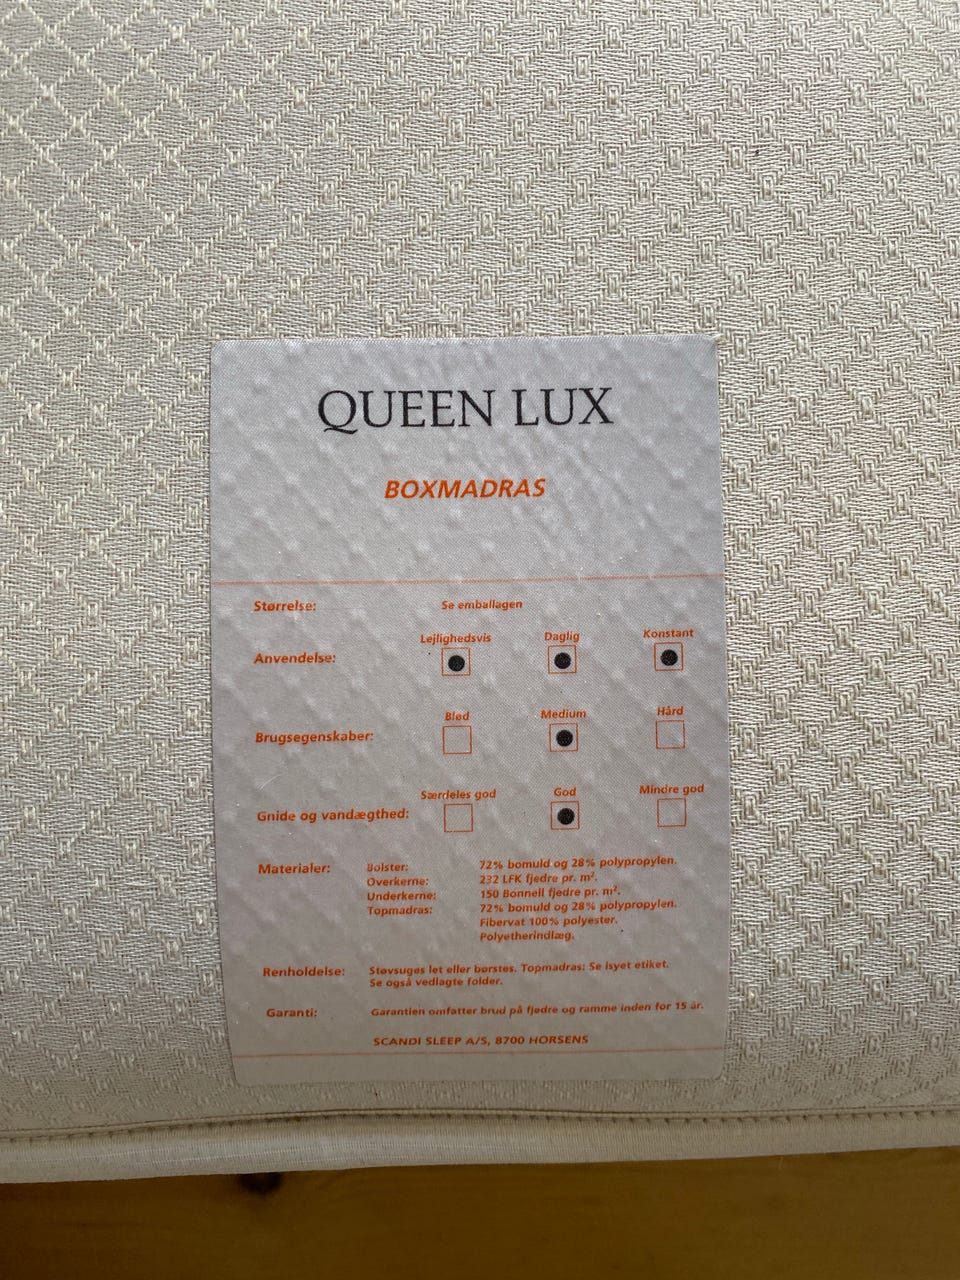 QUEEN LUX
BOXMADRAS
Størrelse: Se emballagen
Lejlighedsvis Daglig Konstant
Anvendelse:
Blød Medium Hård
Brugsegenskaber:
Særdeles god God Mindre god
Gnide og vandægthed:
Materialer: Bolster: 72% bomuld og 28% polypropylen.
Overkerne: 232 LFK fjedre pr. m².
Underkerne: 150 Bonnell fjedre pr. m².
Topmadras: 72% bomuld og 28% polypropylen.
Fibervat 100% polyester.
Polyetherindlæg.
Renholdelse: Støvsuges let eller børstes. Topmadras: Se isyet etiket.
Se også vedlagte folder.
Garanti: Garantien omfatter brud på fjedre og ramme inden for 15 år.
SCANDI SLEEP A/S, 8700 HORSENS